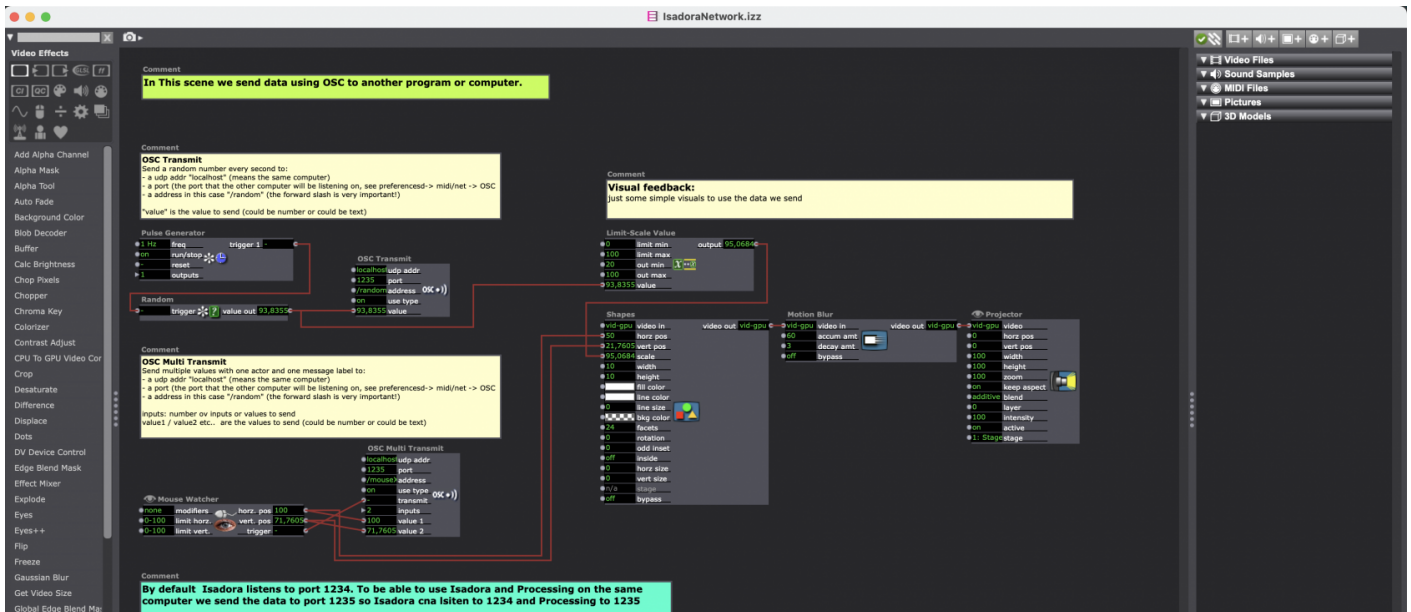 IsadoraNetwork.izz
Video Effects
Add Alpha Channel
Alpha Mask
Alpha Tool
Auto Fade
Background Color
Blob Decoder
Buffer
Calc Brightness
Chop Pixels
Chopper
Chroma Key
Colorizer
Contrast Adjust
CPU To GPU Video Cor
Crop
Desaturate
Difference
Displace
Dots
DV Device Control
Edge Blend Mask
Effect Mixer
Explode
Eyes
Eyes++
Flip
Freeze
Gaussian Blur
Get Video Size
Global Edge Blend Mas
Comment
In This scene we send data using OSC to another program or computer.
Comment
OSC Transmit
Send a random number every second to:
- a udp addr "localhost" (means the same computer)
- a port (the port that the other computer will be listening on, see preferencesd-> midi/net -> OSC
- a address in this case "/random" (the forward slash is very important!)
"value" is the value to send (could be number or could be text)
Pulse Generator
1 Hz freq trigger 1 -
on run/stop
- reset
1 outputs
Random
- trigger ? value out 93,8355
OSC Transmit
localhost udp addr
1235 port
/random address OSC
on use type
93,8355 value
Comment
OSC Multi Transmit
Send multiple values with one actor and one message label to:
- a udp addr "localhost" (means the same computer)
- a port (the port that the other computer will be listening on, see preferencesd-> midi/net -> OSC
- a address in this case "/random" (the forward slash is very important!)
inputs: number ov inputs or values to send
value1 / value2 etc.. are the values to send (could be number or could be text)
OSC Multi Transmit
localhost udp addr
1235 port
/mouseX address
on use type OSC
- transmit
2 inputs
100 value 1
71,7605 value 2
Mouse Watcher
none modifiers horz. pos 100
0-100 limit horz. vert. pos 71,7605
0-100 limit vert. trigger -
Comment
By default Isadora listens to port 1234. To be able to use Isadora and Processing on the same
computer we send the data to port 1235 so Isadora cna lsiten to 1234 and Processing to 1235
Comment
Visual feedback:
just some simple visuals to use the data we send
Limit-Scale Value
0 limit min output 95,0684
100 limit max
20 out min
100 out max
93,8355 value
Shapes
vid-gpu video in video out vid-gpu
50 horz pos
21,7605 vert pos
95,0684 scale
10 width
10 height
fill color
line color
0 line size
bkg color
24 facets
0 rotation
0 odd inset
off inside
0 horz size
0 vert size
n/a stage
off bypass
Motion Blur
vid-gpu video in video out vid-gpu
60 accum amt
3 decay amt
off bypass
Projector
vid-gpu video
0 horz pos
0 vert pos
100 width
100 height
100 zoom
on keep aspect
additive blend
0 layer
100 intensity
on active
1: Stage stage
Video Files
Sound Samples
MIDI Files
Pictures
3D Models